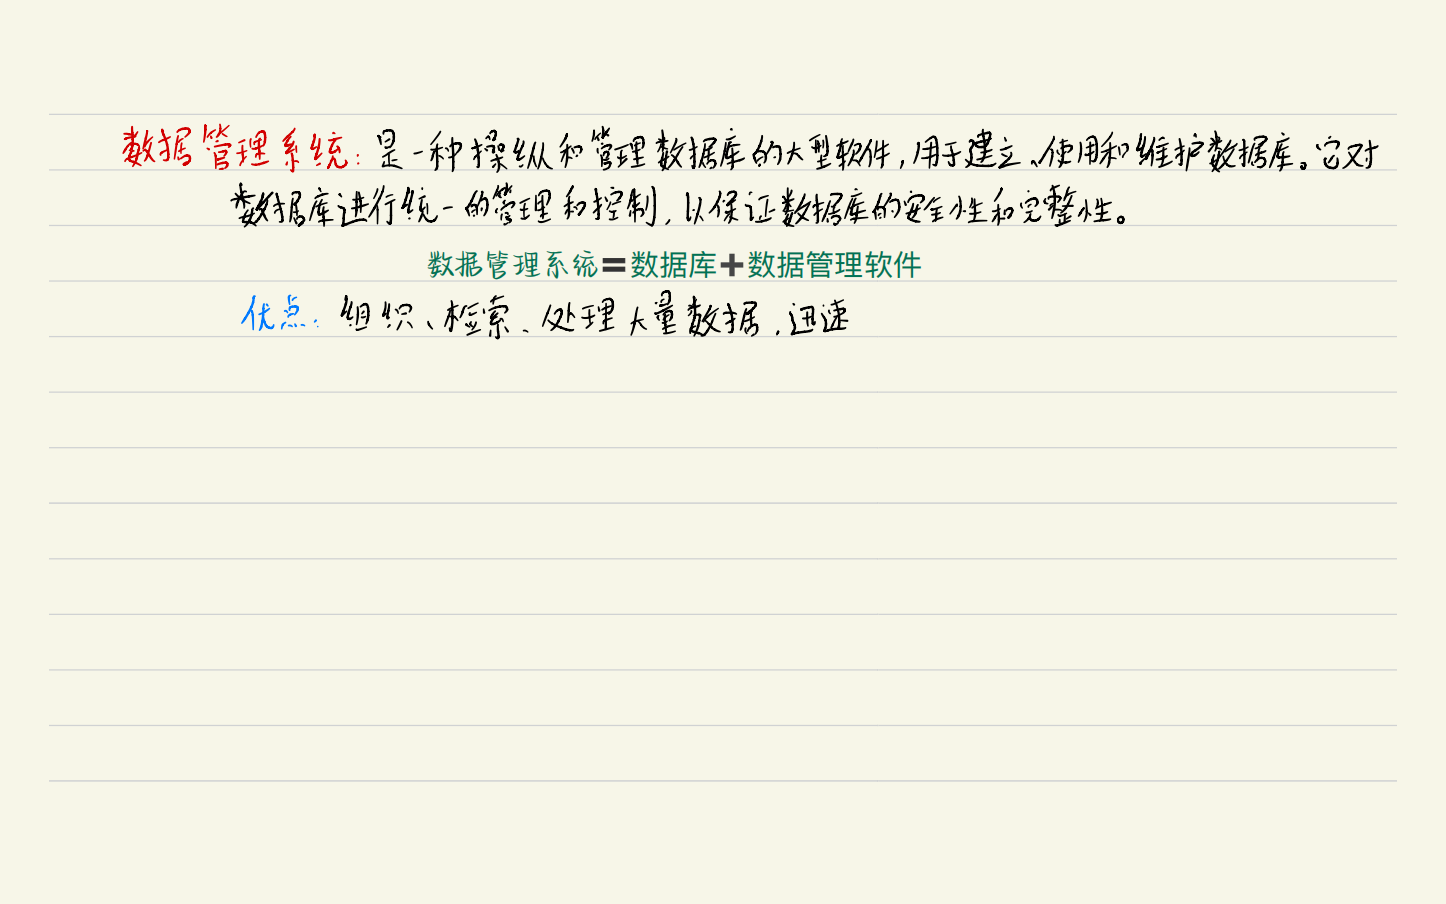 数据管理系统：是一种操纵和管理数据库的大型软件，用于建立、使用和维护数据库。它对
数据库进行统一的管理和控制，以保证数据库的安全性和完整性。
数据管理系统=数据库+数据管理软件
优点：组织、检索、处理大量数据，迅速